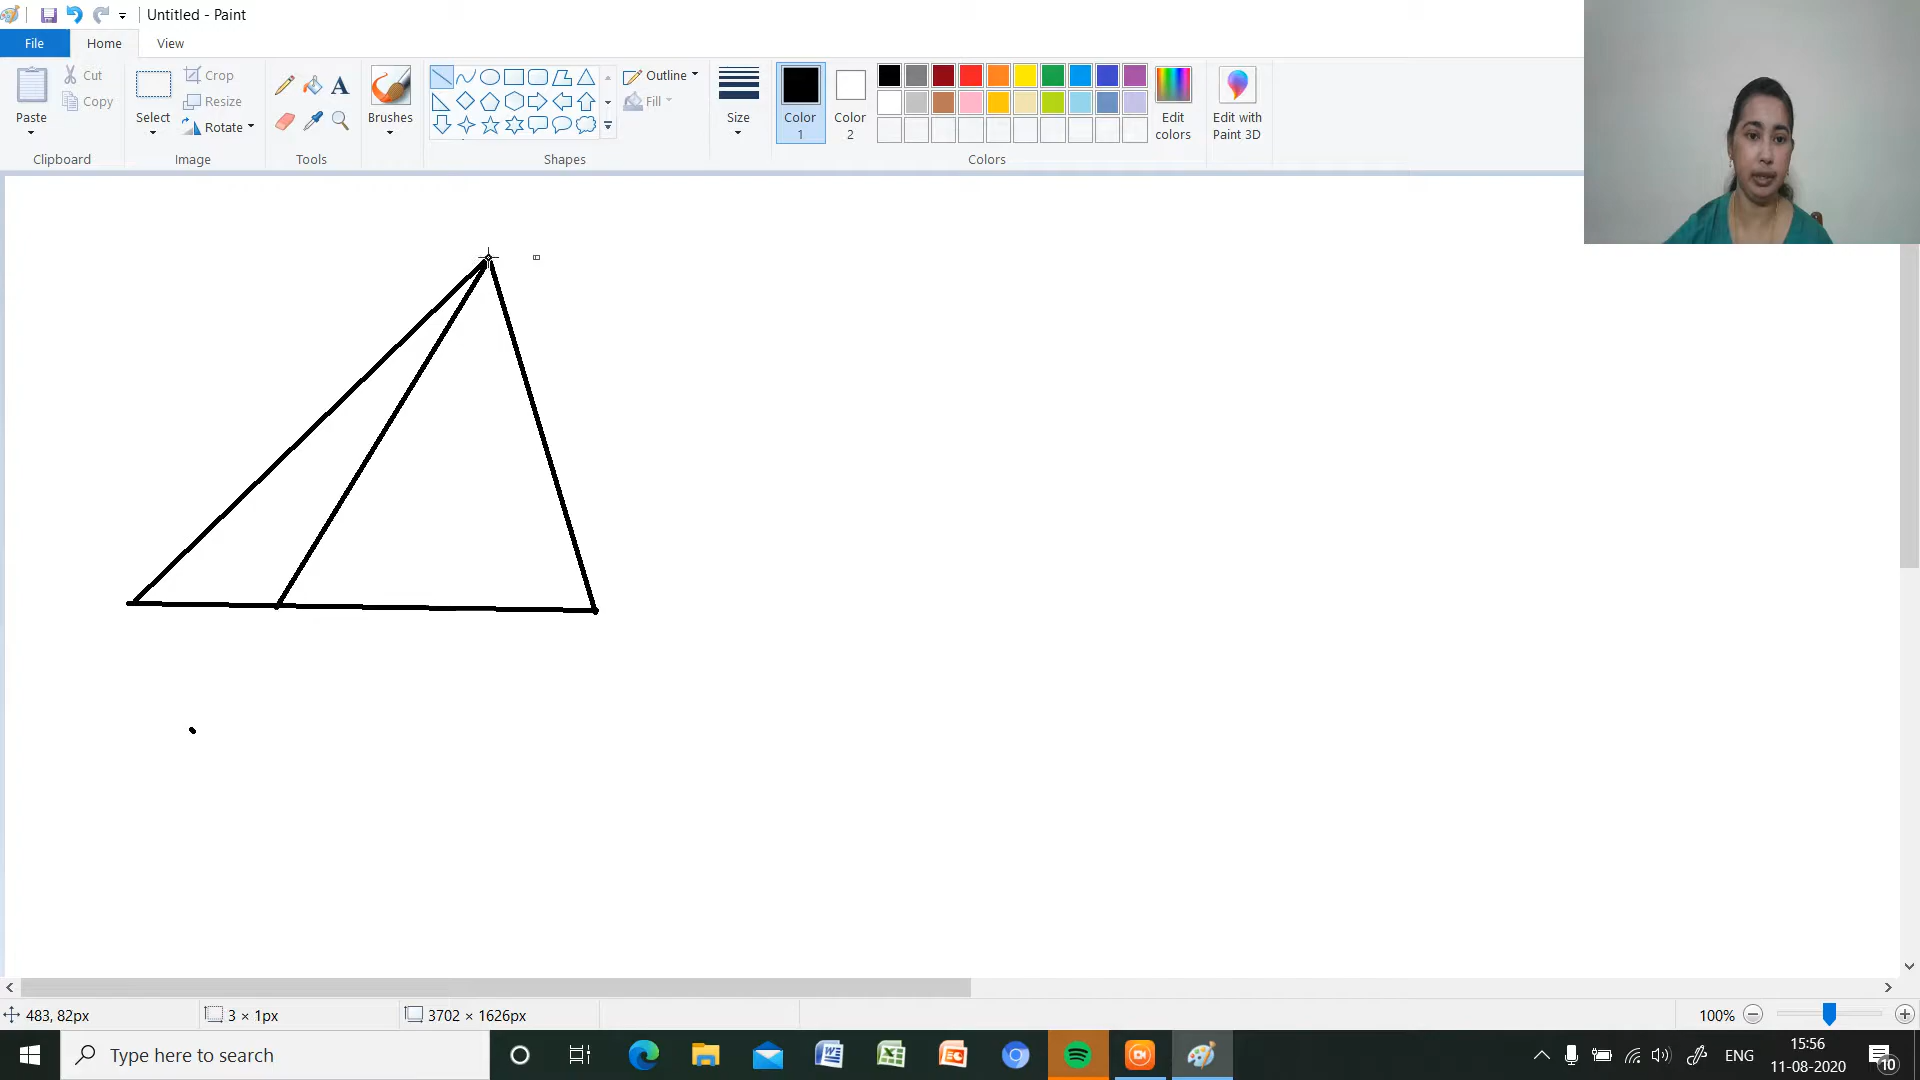 Untitled - Paint
File Home View
Paste
Cut
Copy
Clipboard
Select
Crop
Resize
Rotate
Image
Tools
Brushes
Shapes
Outline
Fill
Size
Color 1
Color 2
Colors
Edit colors
Edit with Paint 3D
483, 82px
3 × 1px
3702 × 1626px
100%
Type here to search
ENG
15:56
11-08-2020
10